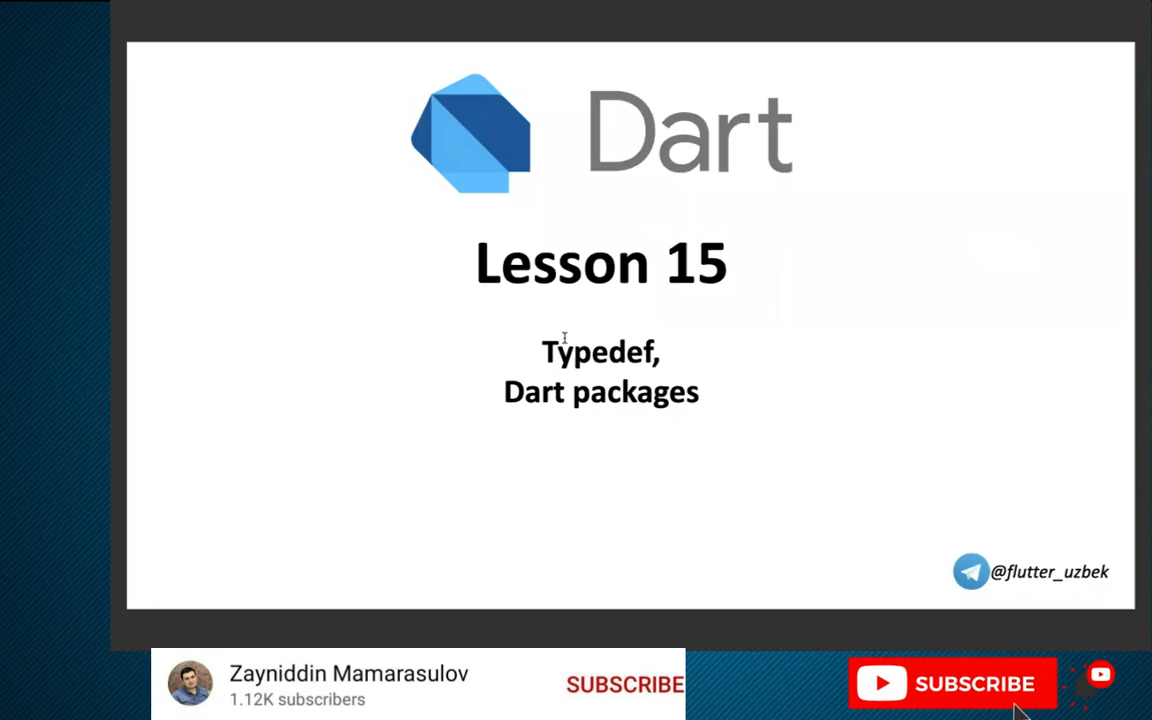 Dart
Lesson 15
Typedef,
Dart packages
@flutter_uzbek
Zayniddin Mamarasulov
1.12K subscribers
SUBSCRIBE
SUBSCRIBE